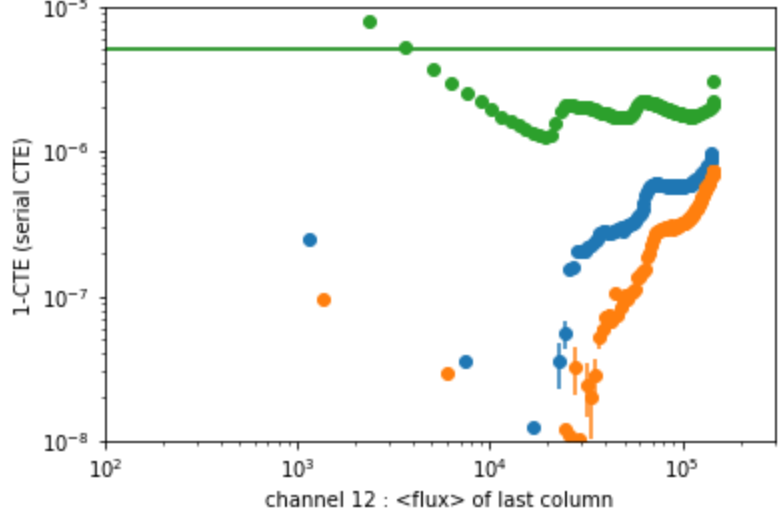 10⁻⁵
10⁻⁶
10⁻⁷
10⁻⁸
1-CTE (serial CTE)
10² 10³ 10⁴ 10⁵
channel 12 : <flux> of last column